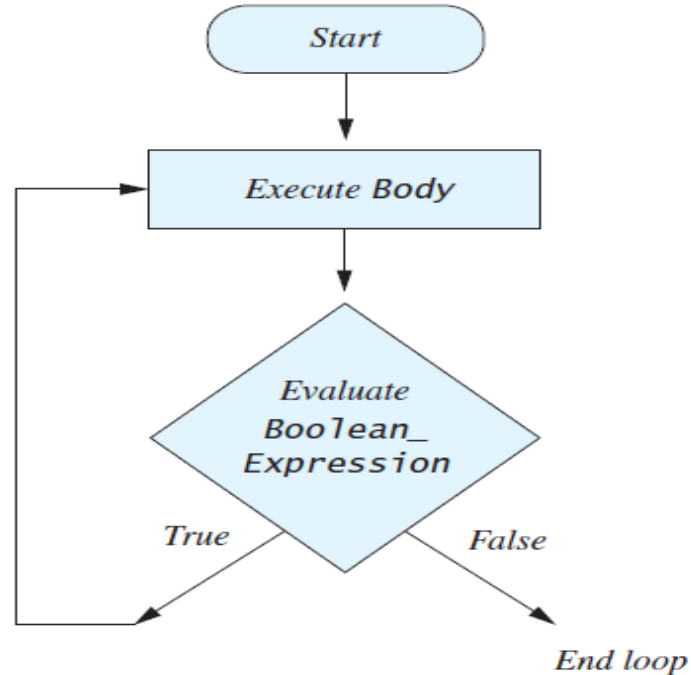 Start
Execute Body
Evaluate
Boolean_
Expression
True
False
End loop